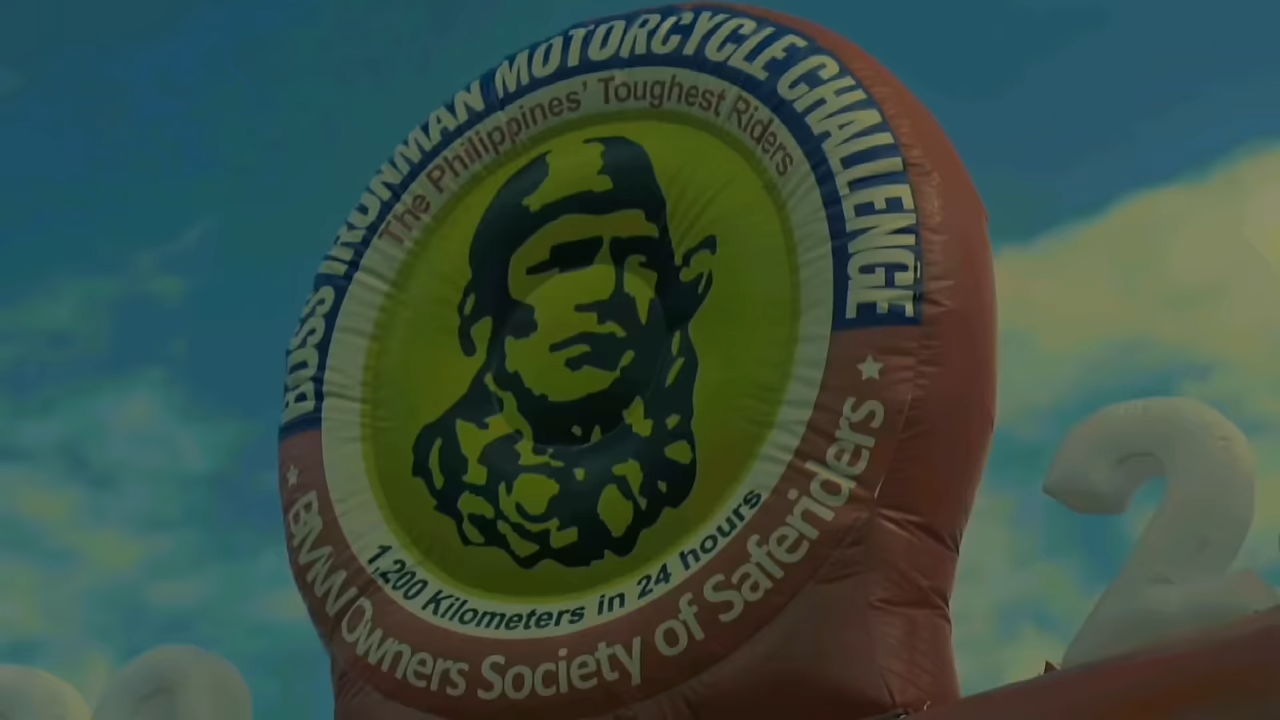 BOSS IRONMAN MOTORCYCLE CHALLENGE
The Philippines' Toughest Riders
1,200 Kilometers in 24 hours
BMW Owners Society of Saferiders
2